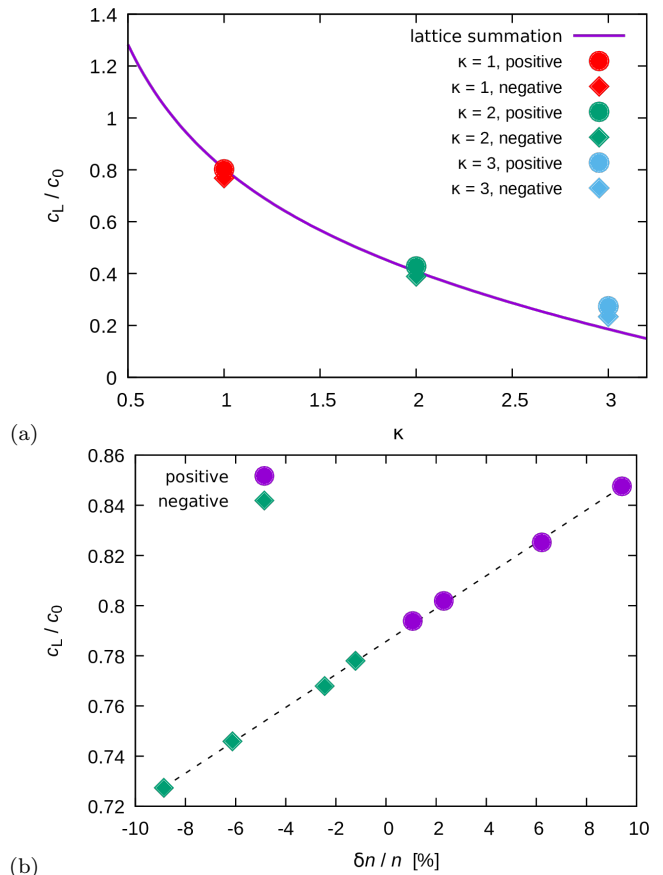 1.4
1.2
1
0.8
0.6
0.4
0.2
0
c_L / c_0
lattice summation
κ = 1, positive
κ = 1, negative
κ = 2, positive
κ = 2, negative
κ = 3, positive
κ = 3, negative
0.5 1 1.5 2 2.5 3
(a)
κ
0.86
0.84
0.82
0.8
0.78
0.76
0.74
0.72
c_L / c_0
positive
negative
-10 -8 -6 -4 -2 0 2 4 6 8 10
(b)
δn / n [%]